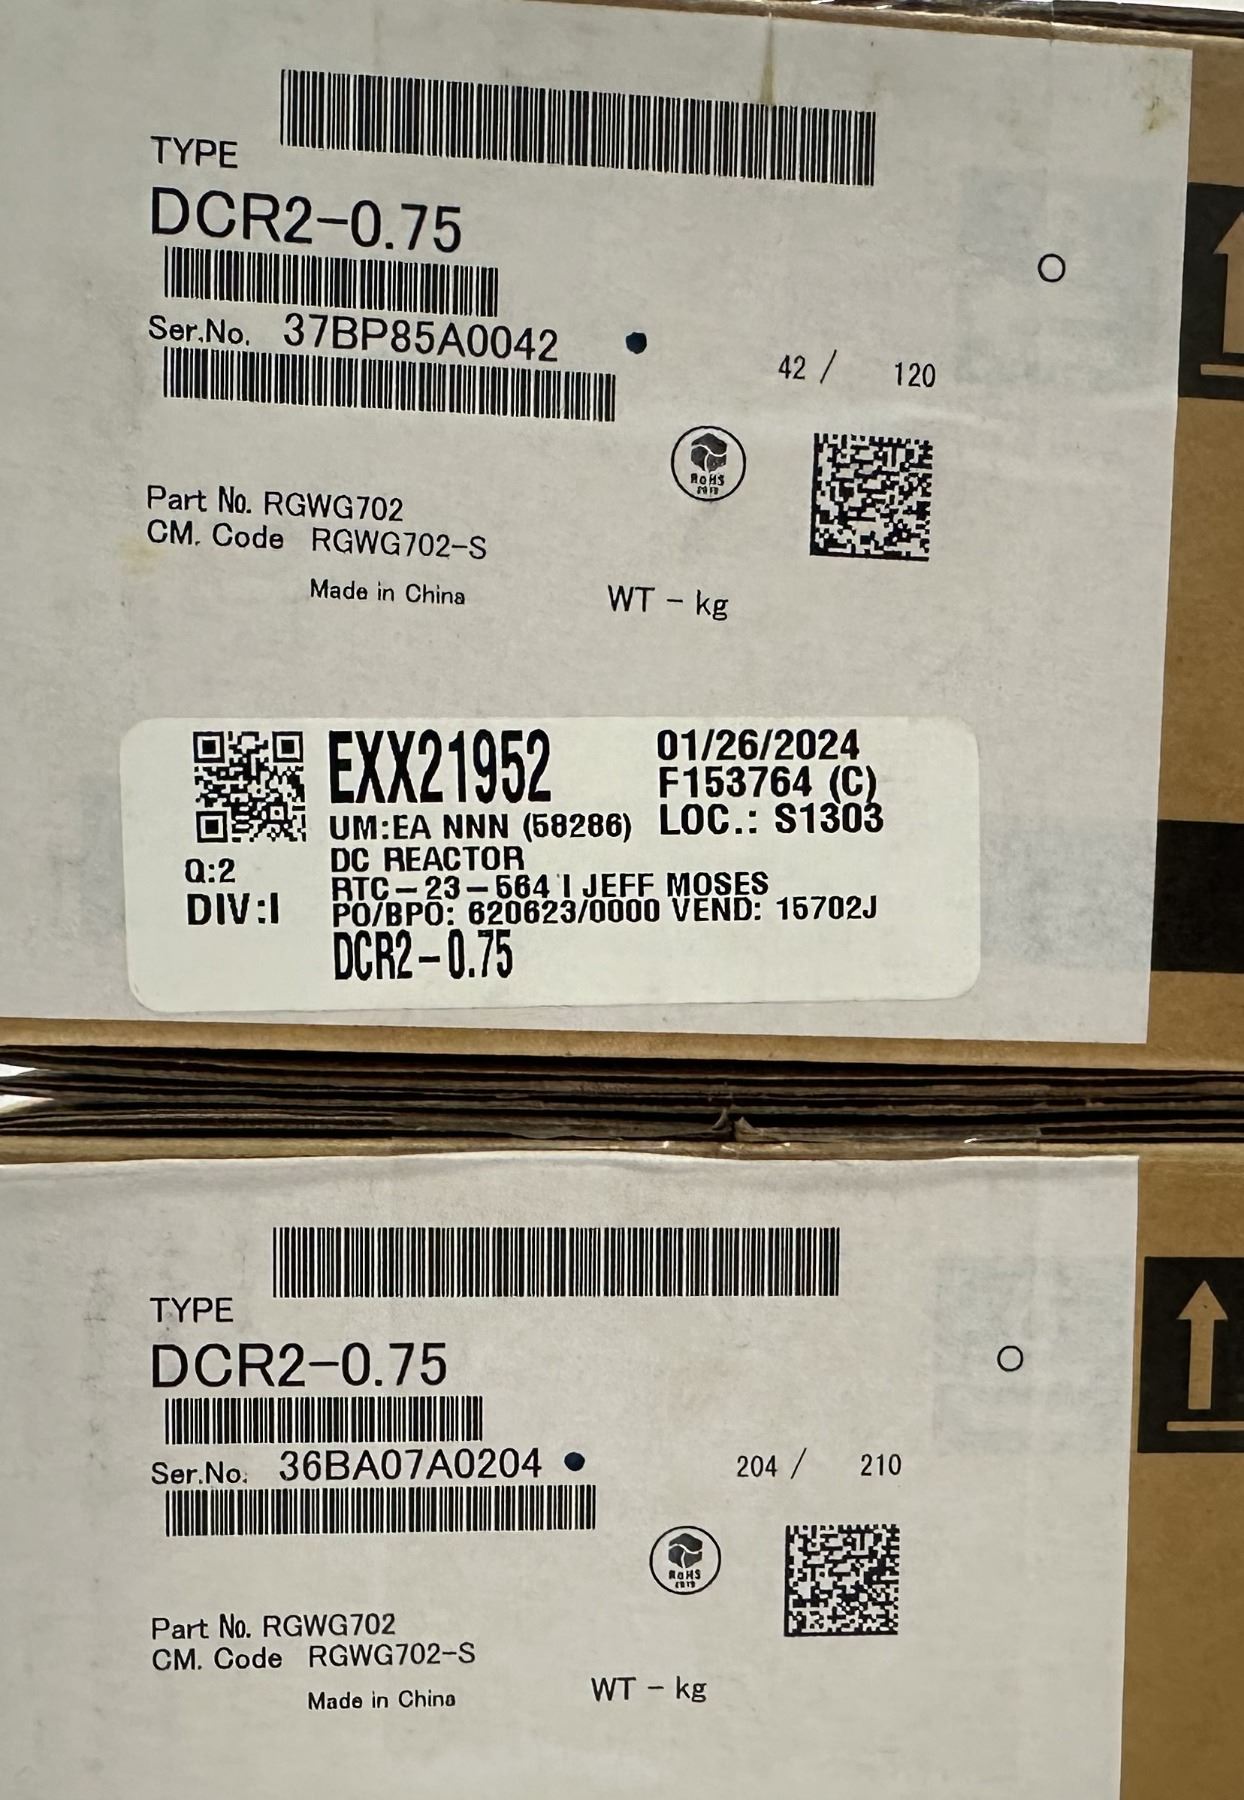 TYPE
DCR2-0.75
Ser.No. 37BP85A0042
42 / 120
RoHS
Part No. RGWG702
CM. Code RGWG702-S
Made in China
WT - kg
EXX21952
01/26/2024
F153764 (C)
UM:EA NNN (58286)
LOC.: S1303
Q:2
DC REACTOR
DIV:I
RTC-23-564 I JEFF MOSES
PO/BPO: 620623/0000 VEND: 15702J
DCR2-0.75
TYPE
DCR2-0.75
Ser.No. 36BA07A0204
204 / 210
RoHS
Part No. RGWG702
CM. Code RGWG702-S
Made in China
WT - kg